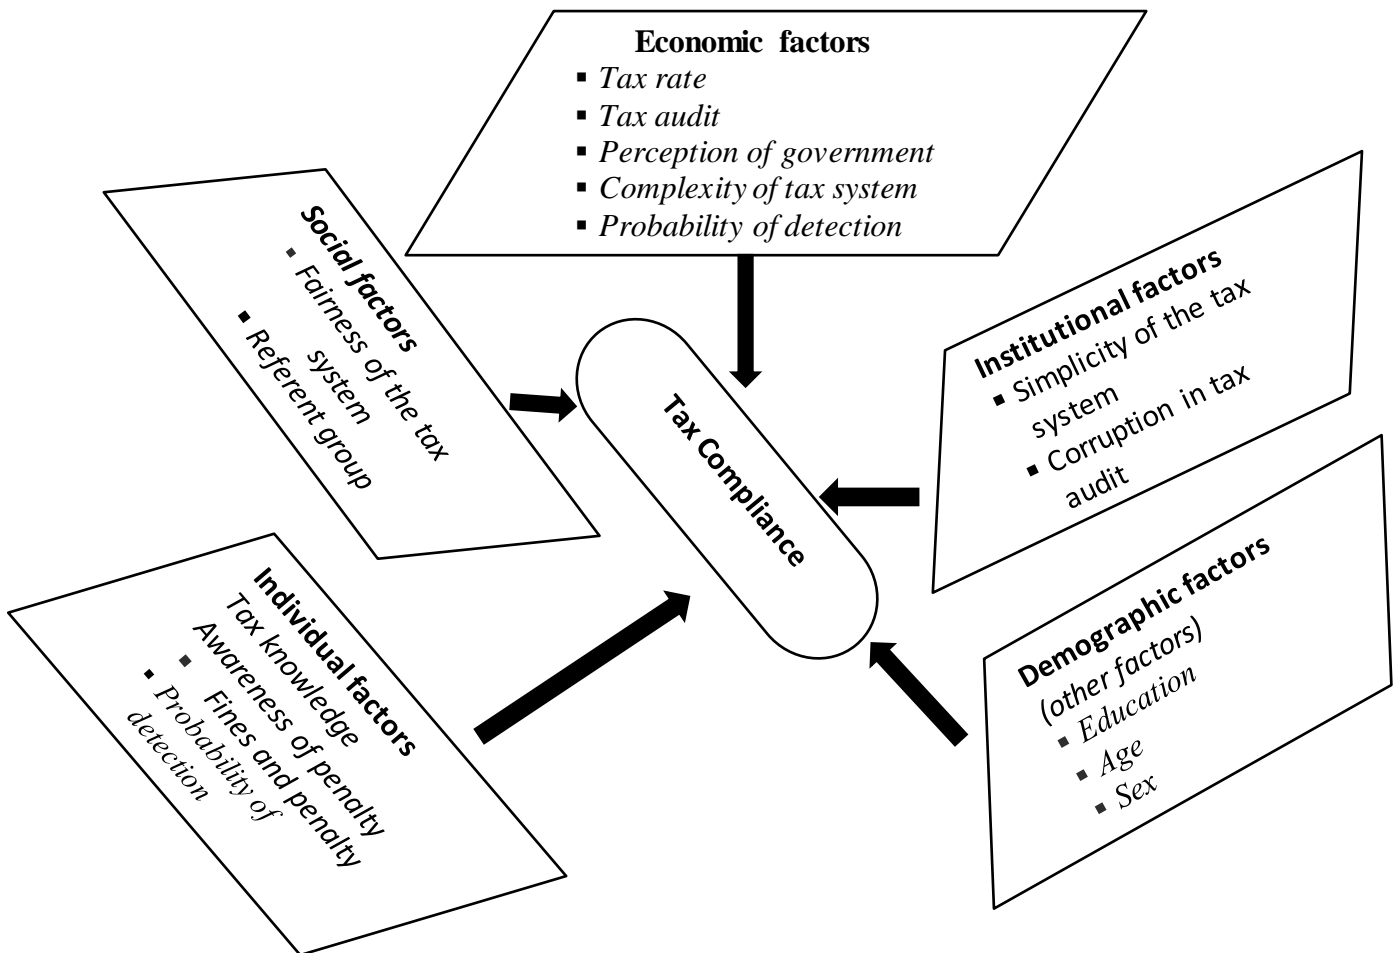 Economic factors
▪ Tax rate
▪ Tax audit
▪ Perception of government
▪ Complexity of tax system
▪ Probability of detection
Social factors
▪ Fairness of the tax
system
▪ Referent group
Institutional factors
▪ Simplicity of the tax
system
▪ Corruption in tax
audit
Tax Compliance
Individual factors
Tax knowledge
Awareness of penalty
▪ Fines and penalty
▪ Probability of
detection
Demographic factors
(other factors)
▪ Education
▪ Age
▪ Sex